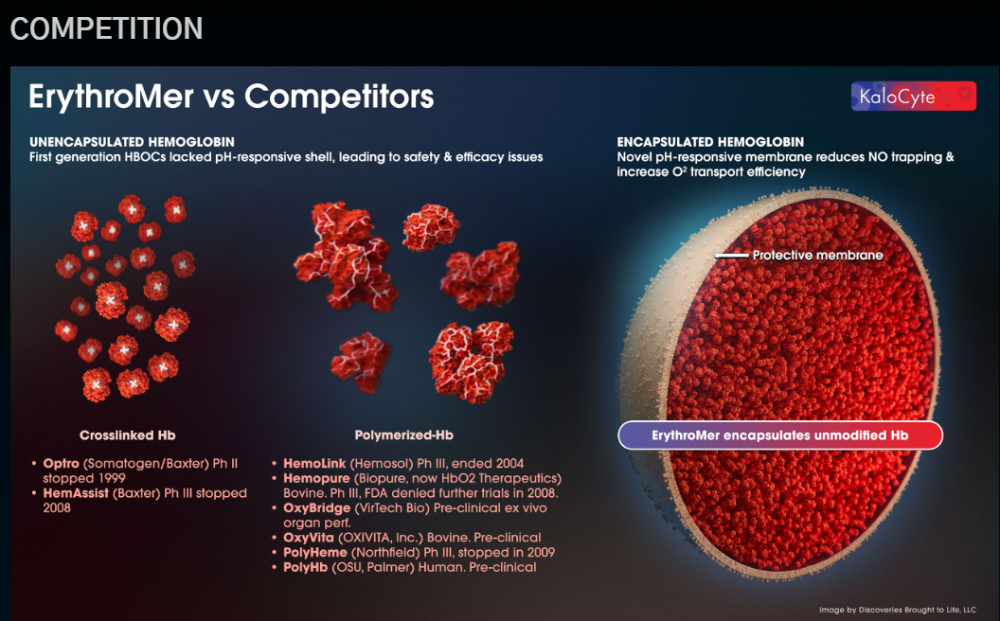 COMPETITION
ErythroMer vs Competitors
KaloCyte
UNENCAPSULATED HEMOGLOBIN
First generation HBOCs lacked pH-responsive shell, leading to safety & efficacy issues
ENCAPSULATED HEMOGLOBIN
Novel pH-responsive membrane reduces NO trapping &
increase O² transport efficiency
Protective membrane
Crosslinked Hb
• Optro (Somatogen/Baxter) Ph II
stopped 1999
• HemAssist (Baxter) Ph III stopped
2008
Polymerized-Hb
• HemoLink (Hemosol) Ph III, ended 2004
• Hemopure (Biopure, now HbO2 Therapeutics)
Bovine. Ph III, FDA denied further trials in 2008.
• OxyBridge (VirTech Bio) Pre-clinical ex vivo
organ perf.
• OxyVita (OXIVITA, Inc.) Bovine. Pre-clinical
• PolyHeme (Northfield) Ph III, stopped in 2009
• PolyHb (OSU, Palmer) Human. Pre-clinical
ErythroMer encapsulates unmodified Hb
Image by Discoveries Brought to Life, LLC